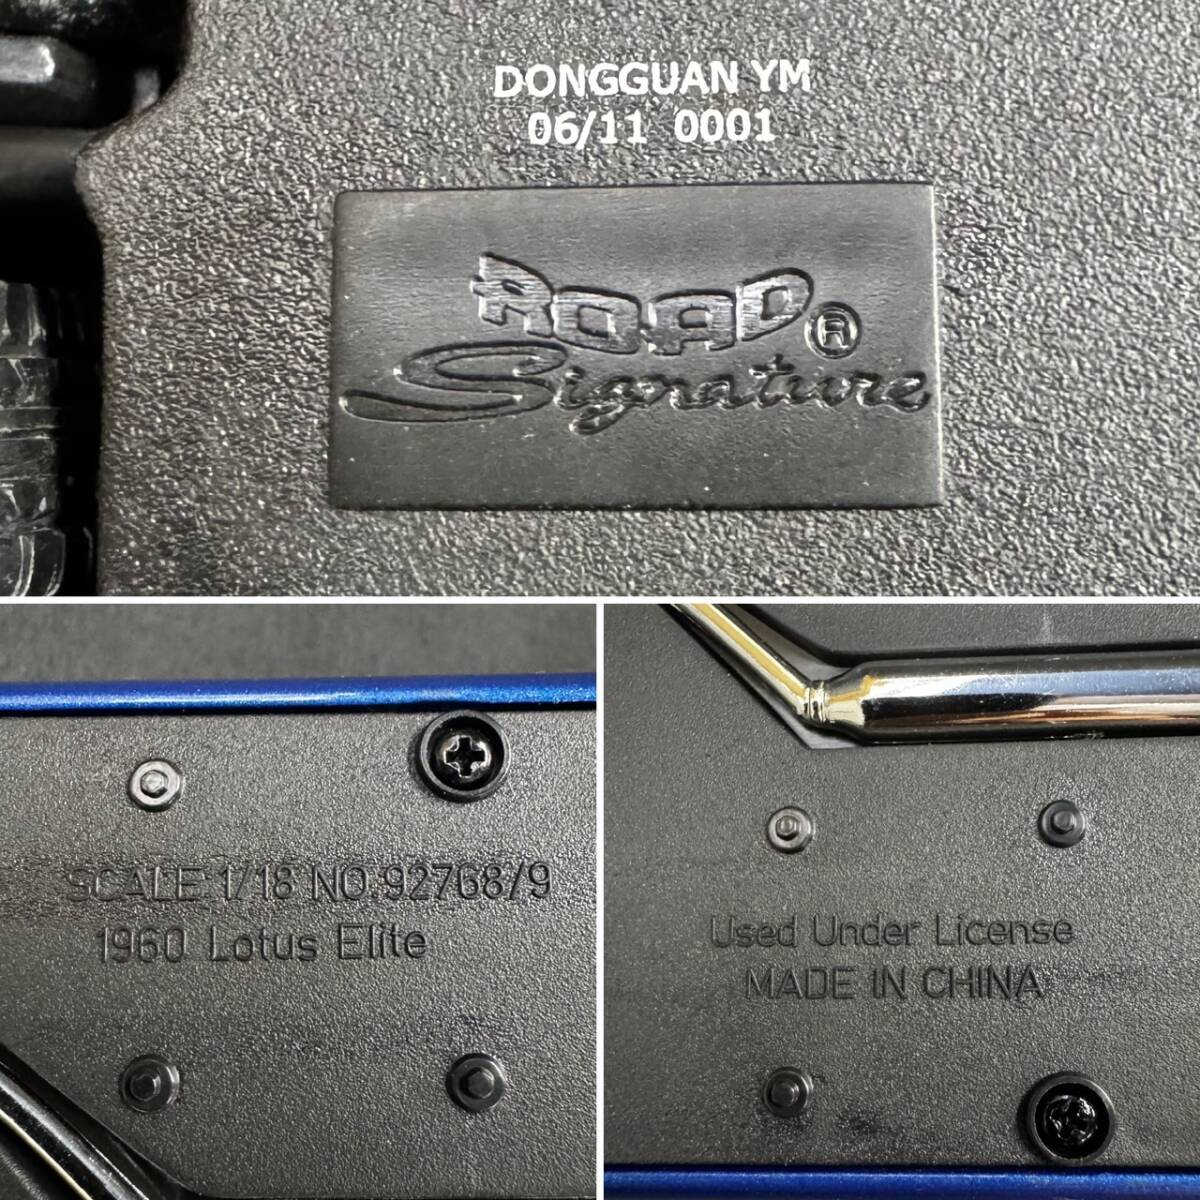 DONGGUAN YM
06/11 0001
ROAD®
Signature
SCALE:1/18 NO.92768/9
1960 Lotus Elite
Used Under License
MADE IN CHINA